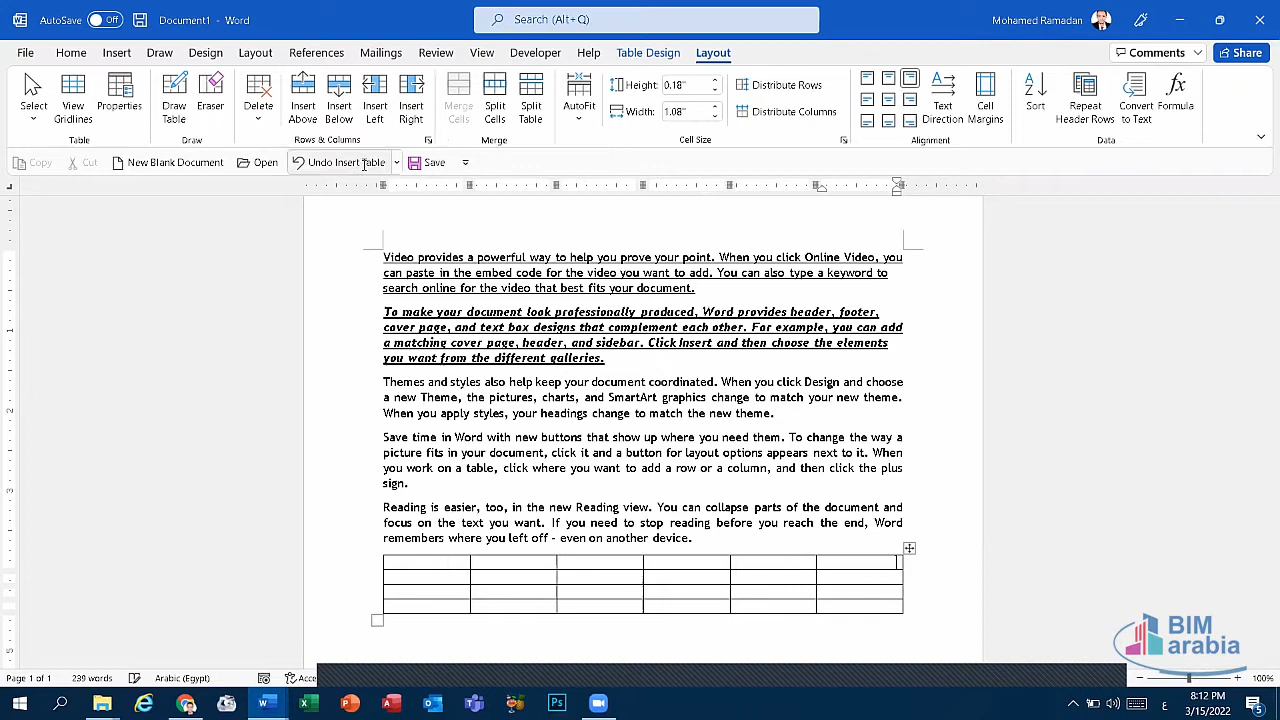 AutoSave Off Document1 - Word Search (Alt+Q) Mohamed Ramadan
File Home Insert Draw Design Layout References Mailings Review View Developer Help Table Design Layout Comments Share
Select View Gridlines Properties Draw Table Eraser Delete Insert Above Insert Below Insert Left Insert Right Merge Cells Split Cells Split Table AutoFit Height: 0.18" Width: 1.08" Distribute Rows Distribute Columns Text Direction Cell Margins Sort Repeat Header Rows Convert to Text Formula
Table Draw Rows & Columns Merge Cell Size Alignment Data
Copy Cut New Blank Document Open Undo Insert Table Save
Video provides a powerful way to help you prove your point. When you click Online Video, you
can paste in the embed code for the video you want to add. You can also type a keyword to
search online for the video that best fits your document.
To make your document look professionally produced, Word provides header, footer,
cover page, and text box designs that complement each other. For example, you can add
a matching cover page, header, and sidebar. Click Insert and then choose the elements
you want from the different galleries.
Themes and styles also help keep your document coordinated. When you click Design and choose
a new Theme, the pictures, charts, and SmartArt graphics change to match your new theme.
When you apply styles, your headings change to match the new theme.
Save time in Word with new buttons that show up where you need them. To change the way a
picture fits in your document, click it and a button for layout options appears next to it. When
you work on a table, click where you want to add a row or a column, and then click the plus
sign.
Reading is easier, too, in the new Reading view. You can collapse parts of the document and
focus on the text you want. If you need to stop reading before you reach the end, Word
remembers where you left off - even on another device.
BIM
arabia
Page 1 of 1 239 words Arabic (Egypt) Acce 100%
8:12 PM
3/15/2022